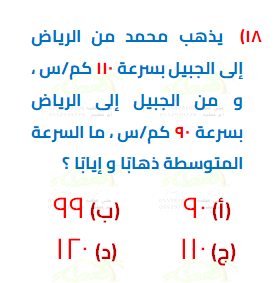 ١٨) يذهب محمد من الرياض
إلى الجبيل بسرعة ١١٠ كم/س ،
و من الجبيل إلى الرياض
بسرعة ٩٠ كم/س ، ما السرعة
المتوسطة ذهابًا و إيابًا ؟
(أ) ٩٠ (ب) ٩٩
(ج) ١١٠ (د) ١٢٠